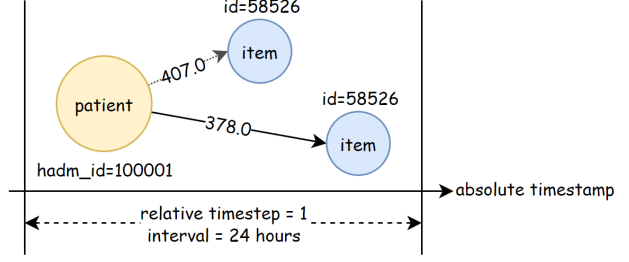 id=58526
item
407.0
id=58526
patient
378.0
item
hadm_id=100001
absolute timestamp
relative timestep = 1
interval = 24 hours